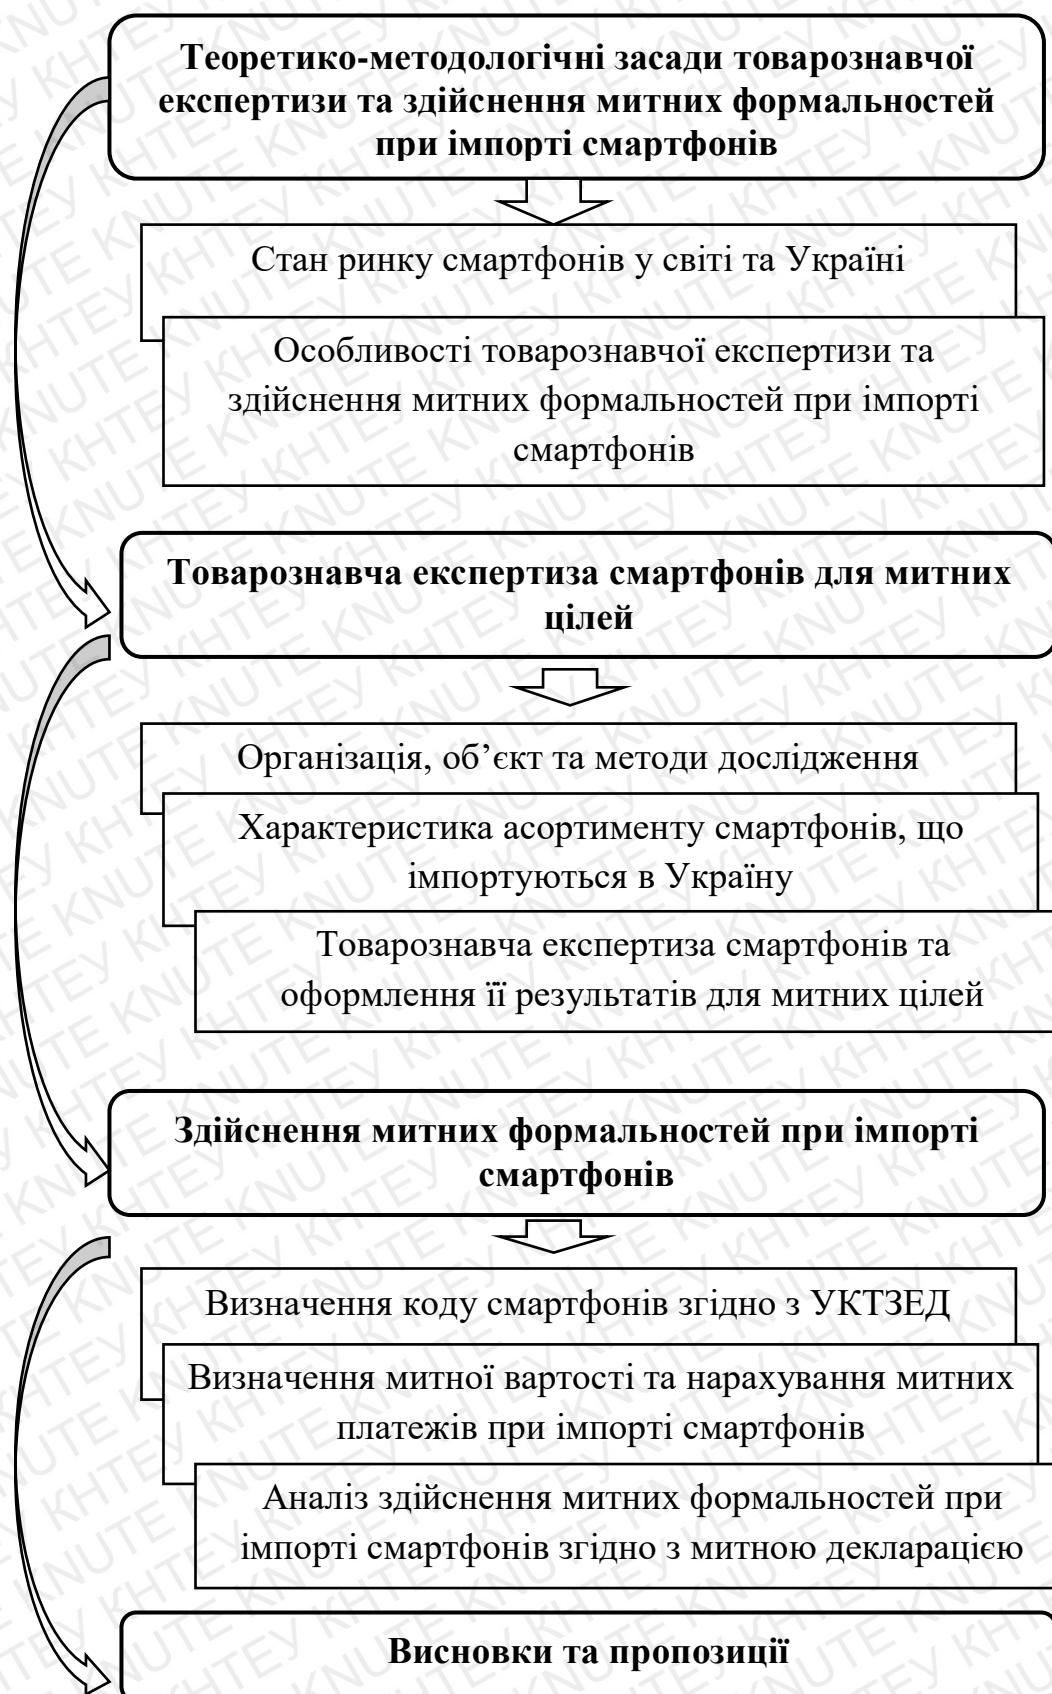 Теоретико-методологічні засади товарознавчої
експертизи та здійснення митних формальностей
при імпорті смартфонів
Стан ринку смартфонів у світі та Україні
Особливості товарознавчої експертизи та
здійснення митних формальностей при імпорті
смартфонів
Товарознавча експертиза смартфонів для митних
цілей
Організація, об’єкт та методи дослідження
Характеристика асортименту смартфонів, що
імпортуються в Україну
Товарознавча експертиза смартфонів та
оформлення її результатів для митних цілей
Здійснення митних формальностей при імпорті
смартфонів
Визначення коду смартфонів згідно з УКТЗЕД
Визначення митної вартості та нарахування митних
платежів при імпорті смартфонів
Аналіз здійснення митних формальностей при
імпорті смартфонів згідно з митною декларацією
Висновки та пропозиції